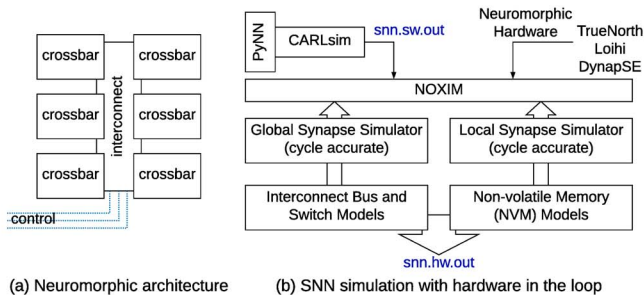 crossbar
crossbar
crossbar
crossbar
crossbar
crossbar
interconnect
control
(a) Neuromorphic architecture
PyNN
CARLsim
snn.sw.out
Neuromorphic
Hardware
TrueNorth
Loihi
DynapSE
NOXIM
Global Synapse Simulator
(cycle accurate)
Local Synapse Simulator
(cycle accurate)
Interconnect Bus and
Switch Models
Non-volatile Memory
(NVM) Models
snn.hw.out
(b) SNN simulation with hardware in the loop